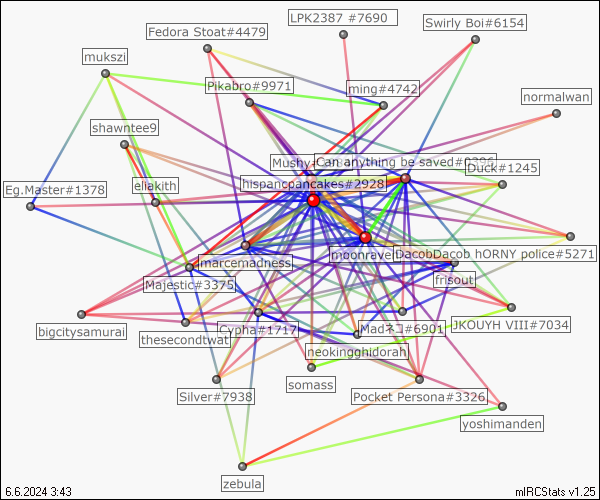 LPK2387 #7690
Swirly Boi#6154
Fedora Stoat#4479
mukszi
Pikabro#9971
ming#4742
normalwan
shawntee9
Can anything be saved#0396
Duck#1245
Eg.Master#1378
eliakith
hispancpancakes#2928
marcemadness
DacobDacob hORNY police#5271
Majestic#3375
frisout
bigcitysamurai
thesecondtwat
Cypha#1717
Madネコ#6901
JKOUYH VIII#7034
neokingghidorah
Silver#7938
somass
Pocket Persona#3326
yoshimanden
zebula
6.6.2024 3:43
mIRCStats v1.25